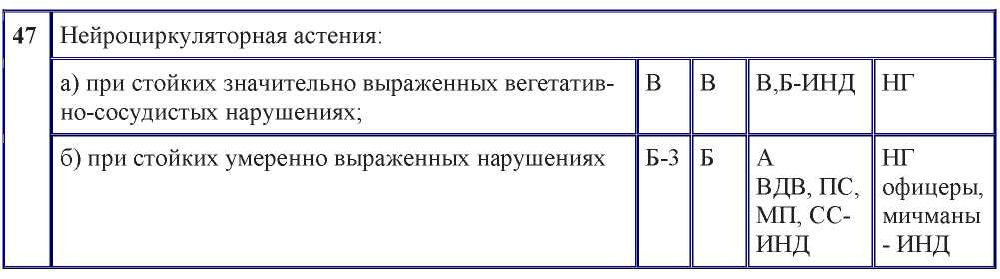 47 Нейроциркуляторная астения:
а) при стойких значительно выраженных вегетатив- В В В,Б-ИНД НГ
но-сосудистых нарушениях;
б) при стойких умеренно выраженных нарушениях Б-3 Б А НГ
ВДВ, ПС, офицеры,
МП, СС- мичманы
ИНД - ИНД